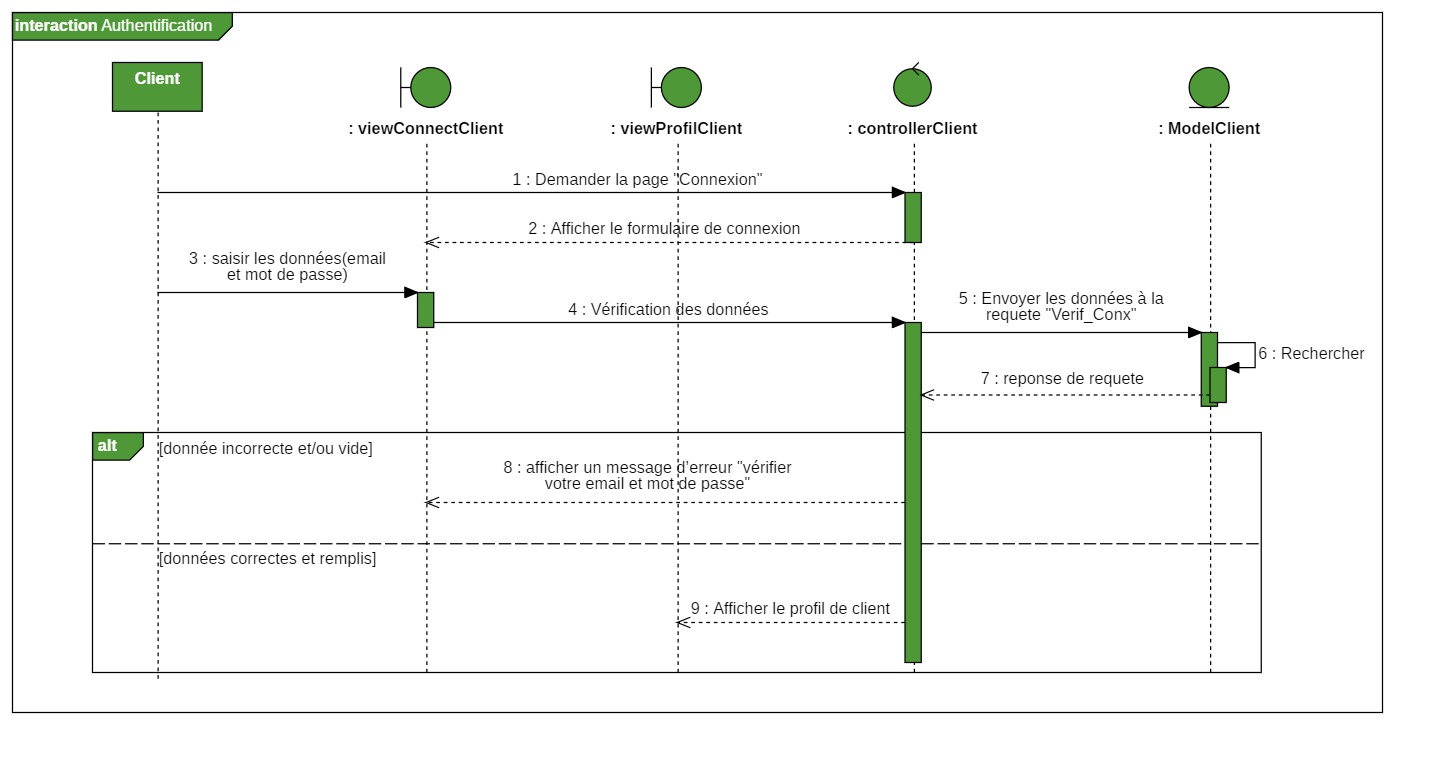 interaction Authentification
Client
: viewConnectClient
: viewProfilClient
: controllerClient
: ModelClient
1 : Demander la page "Connexion"
2 : Afficher le formulaire de connexion
3 : saisir les données(email
et mot de passe)
4 : Vérification des données
5 : Envoyer les données à la
requete "Verif_Conx"
6 : Rechercher
7 : reponse de requete
alt
[donnée incorrecte et/ou vide]
8 : afficher un message d'erreur "vérifier
votre email et mot de passe"
[données correctes et remplis]
9 : Afficher le profil de client